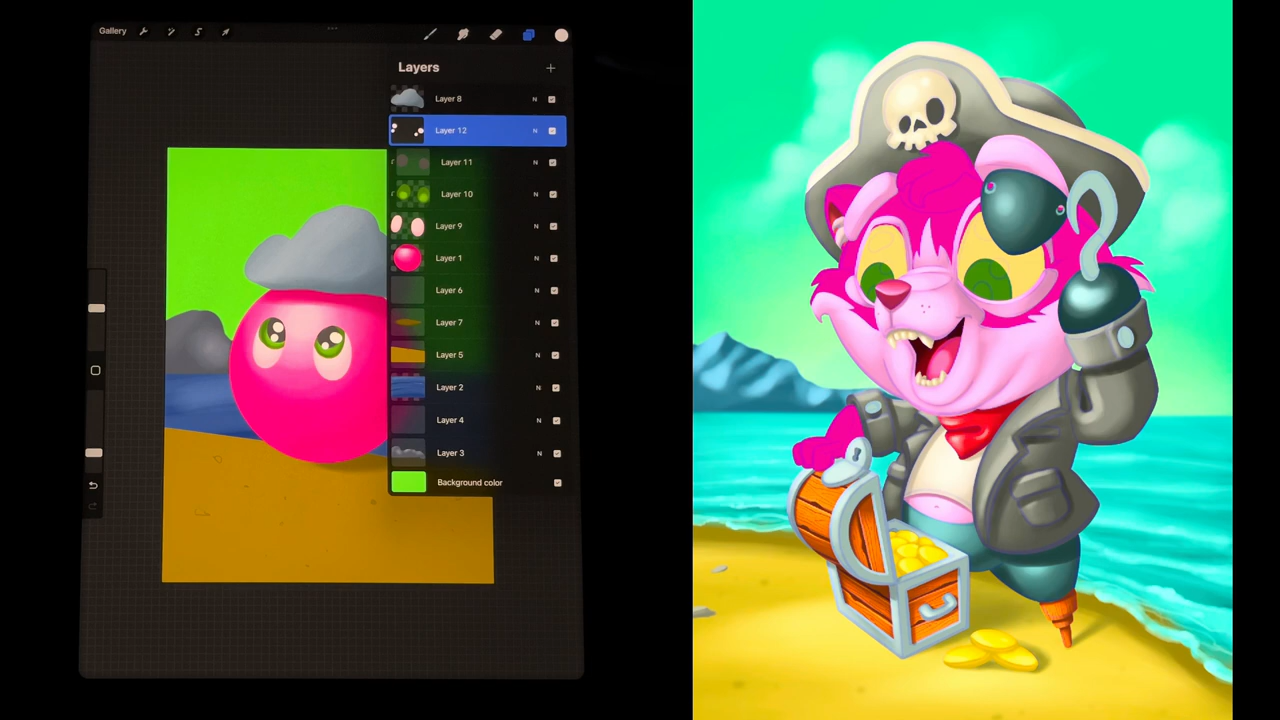 Gallery
Layers
Layer 8 N
Layer 12 N
Layer 11 N
Layer 10 N
Layer 9 N
Layer 1 N
Layer 6 N
Layer 7 N
Layer 5 N
Layer 2 N
Layer 4 N
Layer 3 N
Background color